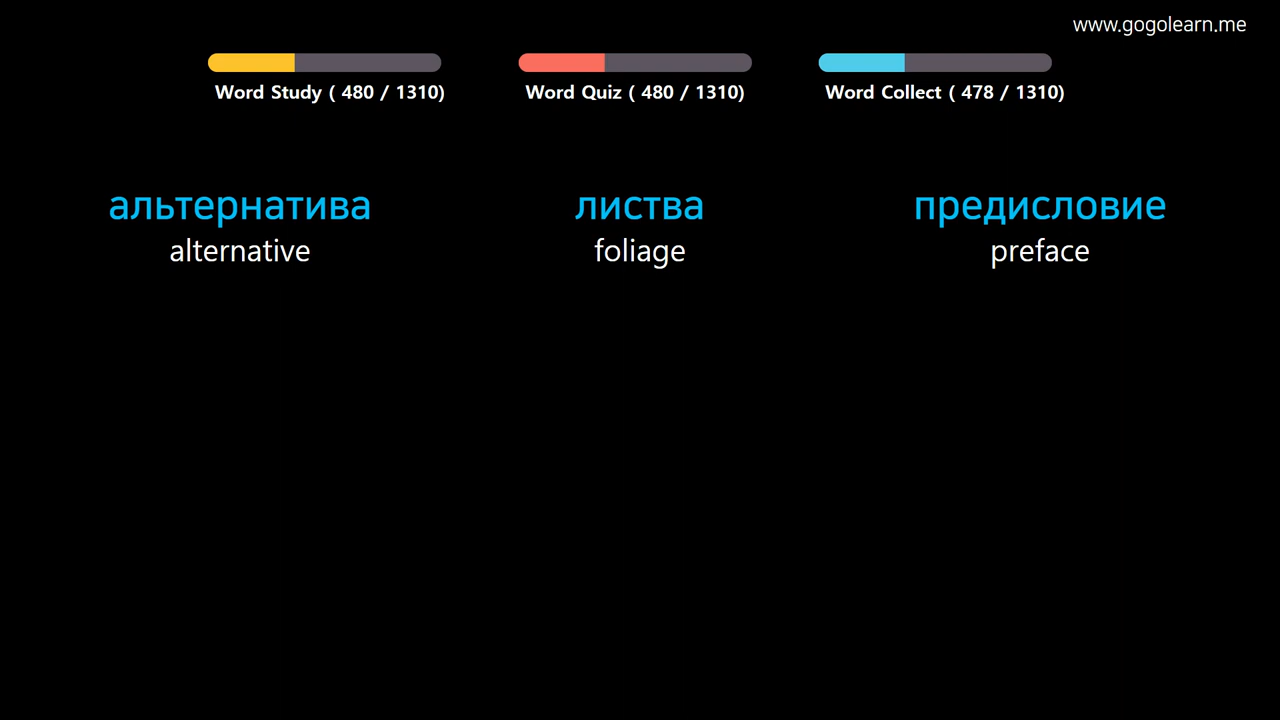 www.gogolearn.me
Word Study ( 480 / 1310)
Word Quiz ( 480 / 1310)
Word Collect ( 478 / 1310)
альтернатива
alternative
листва
foliage
предисловие
preface